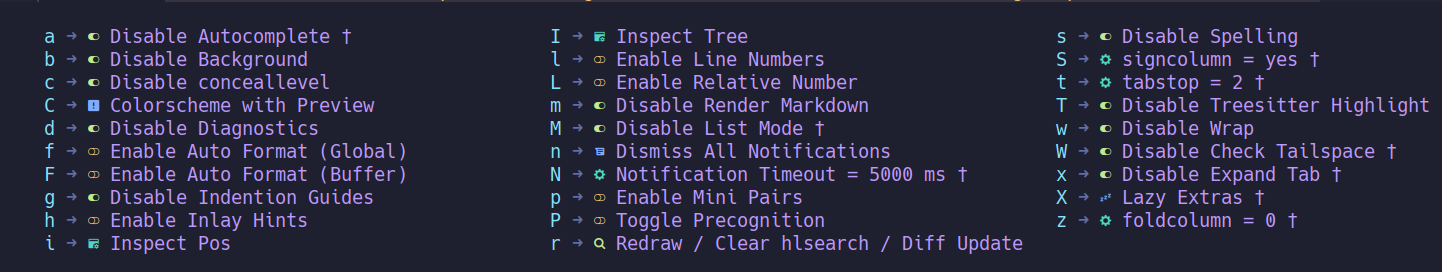 a → Disable Autocomplete †
b → Disable Background
c → Disable conceallevel
C → Colorscheme with Preview
d → Disable Diagnostics
f → Enable Auto Format (Global)
F → Enable Auto Format (Buffer)
g → Disable Indention Guides
h → Enable Inlay Hints
i → Inspect Pos
I → Inspect Tree
l → Enable Line Numbers
L → Enable Relative Number
m → Disable Render Markdown
M → Disable List Mode †
n → Dismiss All Notifications
N → Notification Timeout = 5000 ms †
p → Enable Mini Pairs
P → Toggle Precognition
r → Redraw / Clear hlsearch / Diff Update
s → Disable Spelling
S → signcolumn = yes †
t → tabstop = 2 †
T → Disable Treesitter Highlight
w → Disable Wrap
W → Disable Check Tailspace †
x → Disable Expand Tab †
X → Lazy Extras †
z → foldcolumn = 0 †